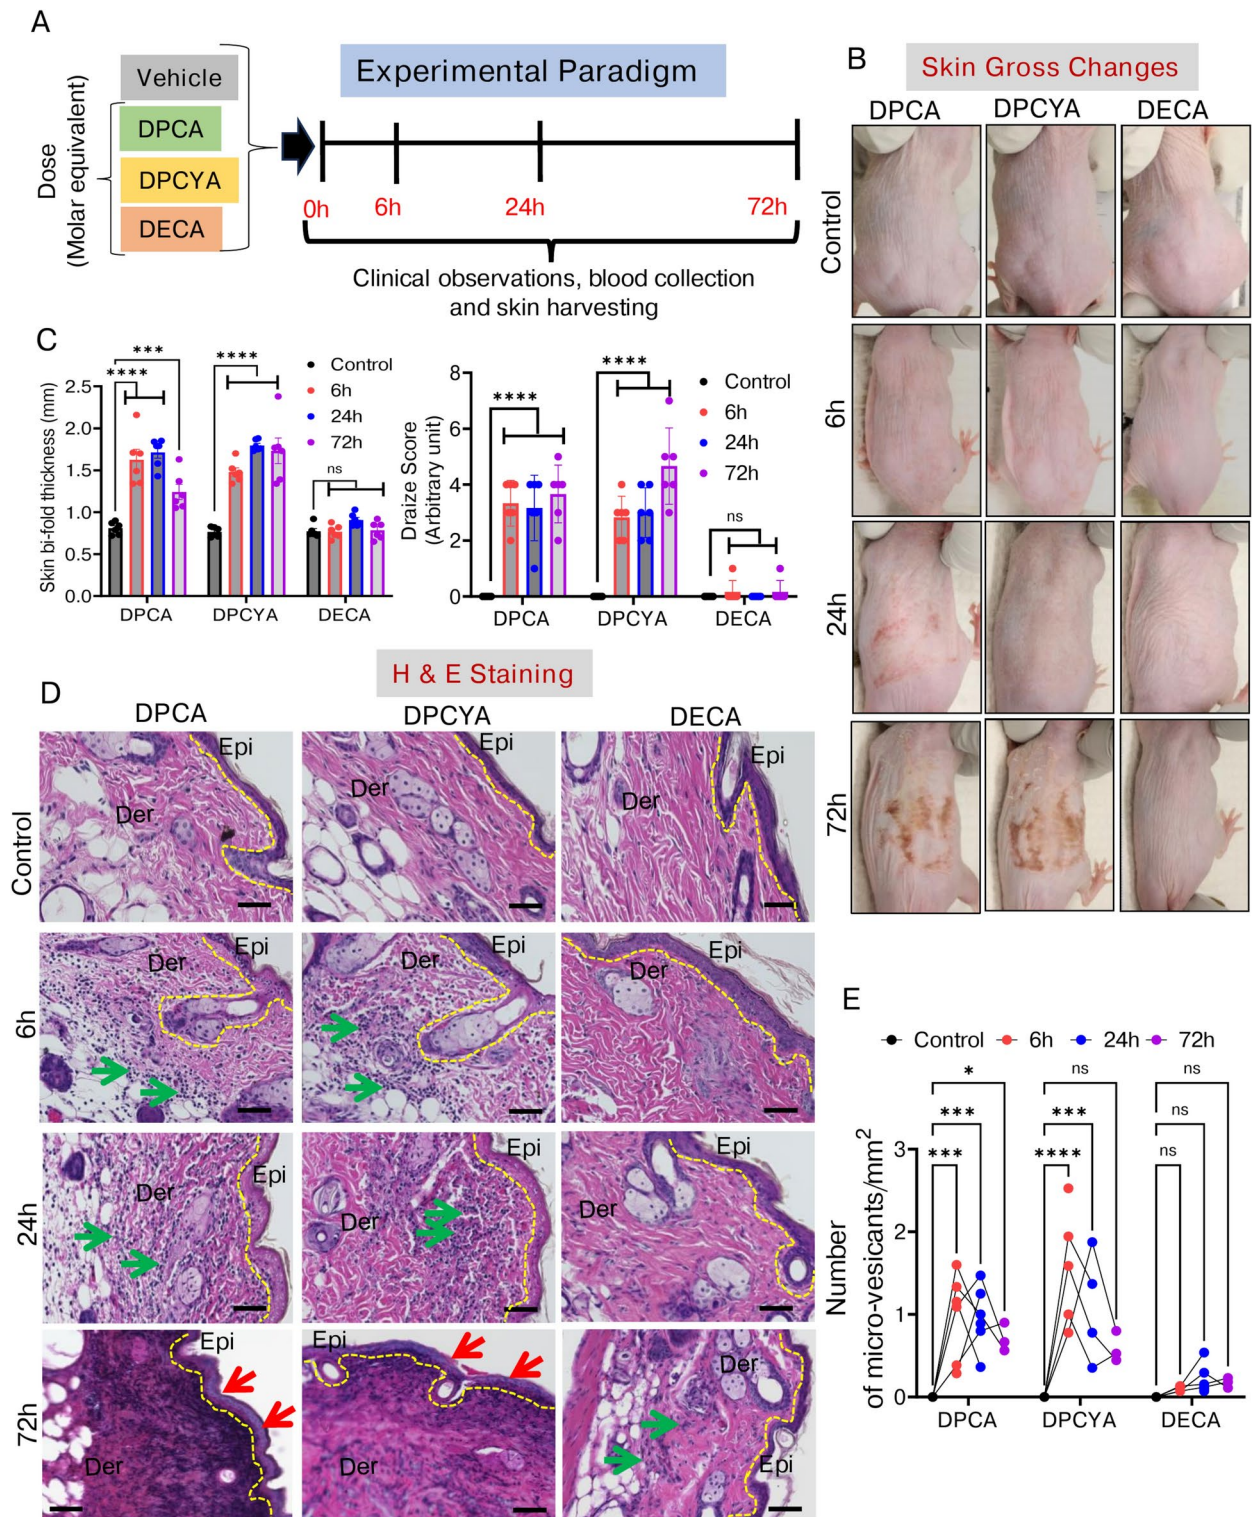 A
Experimental Paradigm
Dose
(Molar equivalent)
Vehicle
DPCA
DPCYA
DECA
0h
6h
24h
72h
Clinical observations, blood collection
and skin harvesting
B
Skin Gross Changes
DPCA
DPCYA
DECA
Control
6h
24h
72h
C
Skin bi-fold thickness (mm)
2.5
2.0
1.5
1.0
0.5
0.0
***
****
****
ns
Control
6h
24h
72h
DPCA
DPCYA
DECA
Draize Score
(Arbitrary unit)
8
6
4
2
0
****
****
ns
Control
6h
24h
72h
DPCA
DPCYA
DECA
D
H & E Staining
DPCA
DPCYA
DECA
Control
Epi
Der
Epi
Der
Epi
Der
6h
Epi
Der
Epi
Der
Epi
Der
24h
Epi
Der
Epi
Der
Epi
Der
72h
Epi
Der
Epi
Der
Der
Epi
E
Control
6h
24h
72h
Number
of micro-vesicants/mm²
3
2
1
0
*
***
***
ns
***
****
ns
ns
ns
DPCA
DPCYA
DECA